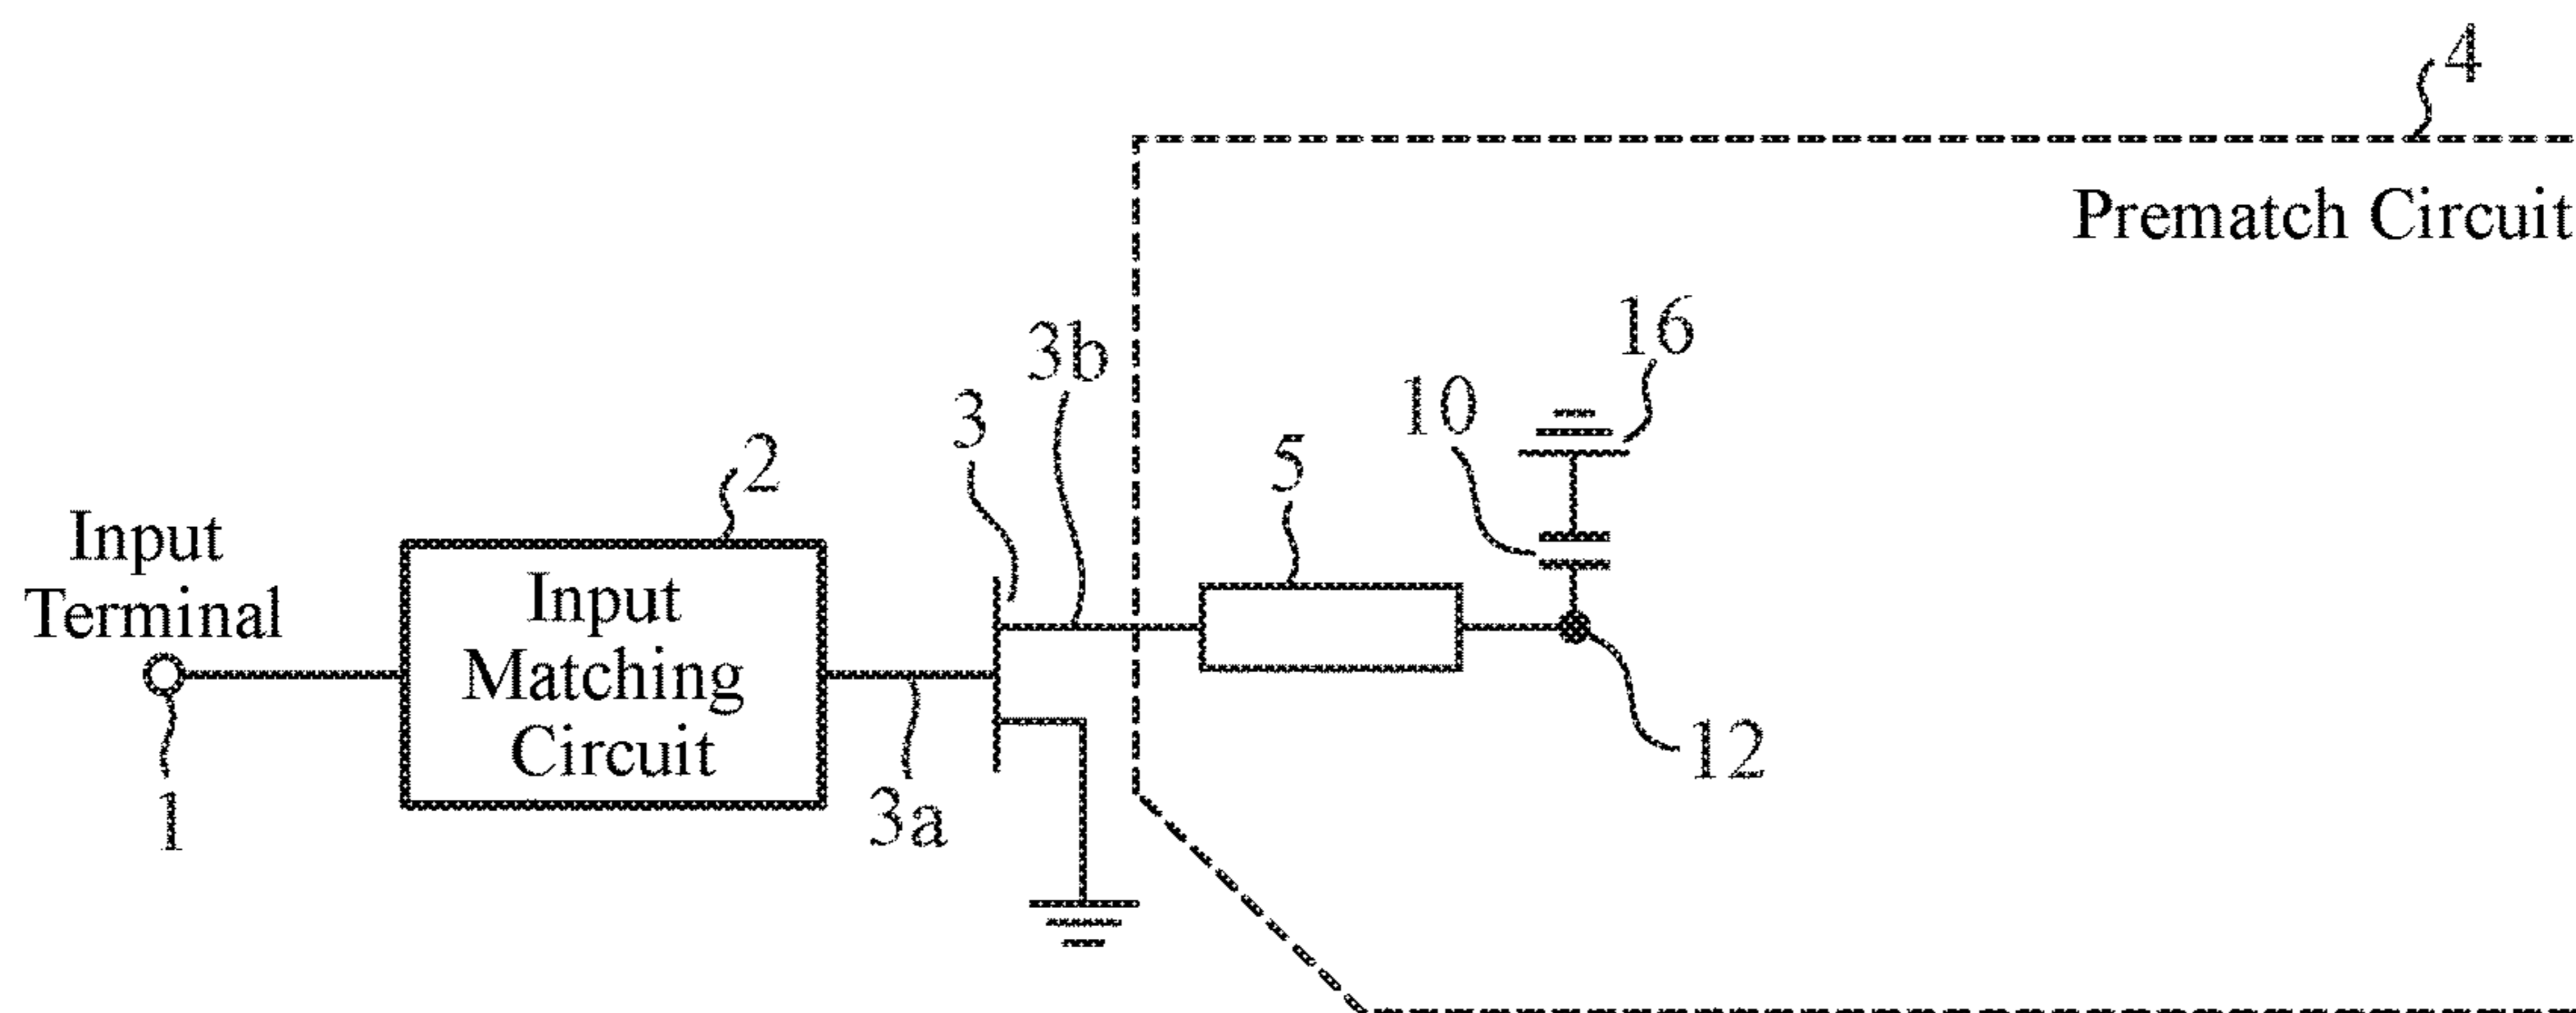 4
Prematch Circuit
16
3b
10
3
5
2
Input
Terminal
Input
Matching
Circuit
12
3a
1